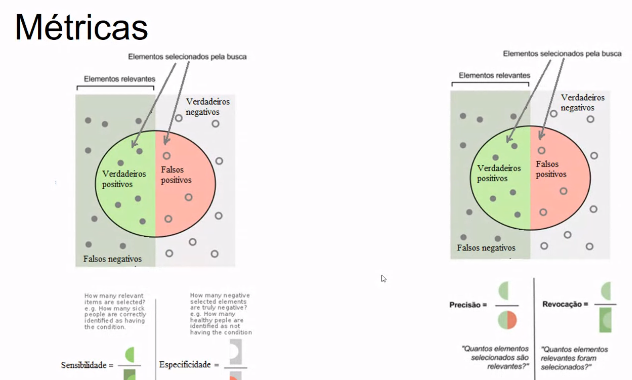 Métricas
Elementos selecionados pela busca
Elementos relevantes
Verdadeiros
negativos
Verdadeiros
positivos
Falsos
positivos
Falsos negativos
How many relevant
items are selected?
e.g. How many sick
people are correctly
identified as having
the condition.
How many negative
selected elements
are truly negative?
e.g. How many
healthy peple are
identified as not
having the condition
Sensibilidade =
Especificidade =
Elementos selecionados pela busca
Elementos relevantes
Verdadeiros
negativos
Verdadeiros
positivos
Falsos
positivos
Falsos negativos
Precisão =
Revocação =
"Quantos elementos
selecionados são
relevantes?"
"Quantos elementos
relevantes foram
selecionados?"